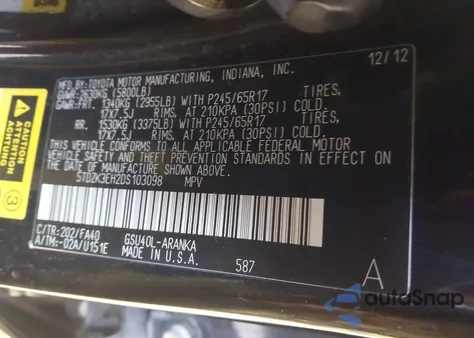 12/12
MFD.BY: TOYOTA MOTOR MANUFACTURING, INDIANA, INC.
GVWR: 2630KG (5800LB)
GAWR: FRT. 1340KG (2955LB) WITH P245/65R17 TIRES,
17X7.5J RIMS, AT 210KPA (30PSI) COLD.
RR. 1530KG (3375LB) WITH P245/65R17 TIRES,
17X7.5J RIMS, AT 210KPA (30PSI) COLD.
THIS VEHICLE CONFORMS TO ALL APPLICABLE FEDERAL MOTOR
VEHICLE SAFETY AND THEFT PREVENTION STANDARDS IN EFFECT ON
THE DATE OF MANUFACTURE SHOWN ABOVE.
5TDZK3EH2DS103098 MPV
C/TR: 202/FA40 GSU40L-ARANKA
A/TM: -02A/U151E MADE IN U.S.A. 587
A
ACHTUNG
3
autoSnap